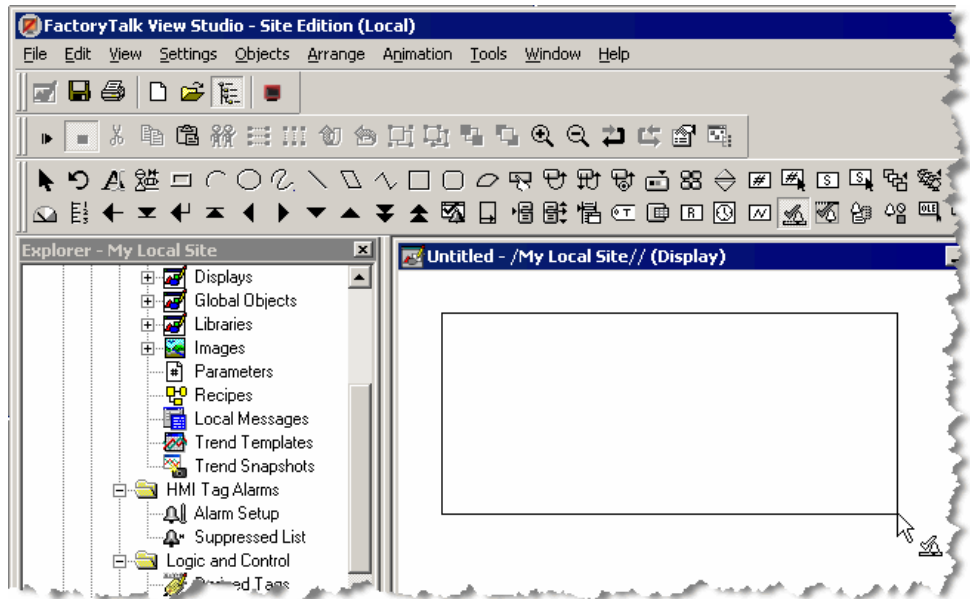 FactoryTalk View Studio - Site Edition (Local)
File Edit View Settings Objects Arrange Animation Tools Window Help
Explorer - My Local Site
Untitled - /My Local Site// (Display)
Displays
Global Objects
Libraries
Images
Parameters
Recipes
Local Messages
Trend Templates
Trend Snapshots
HMI Tag Alarms
Alarm Setup
Suppressed List
Logic and Control
Tags